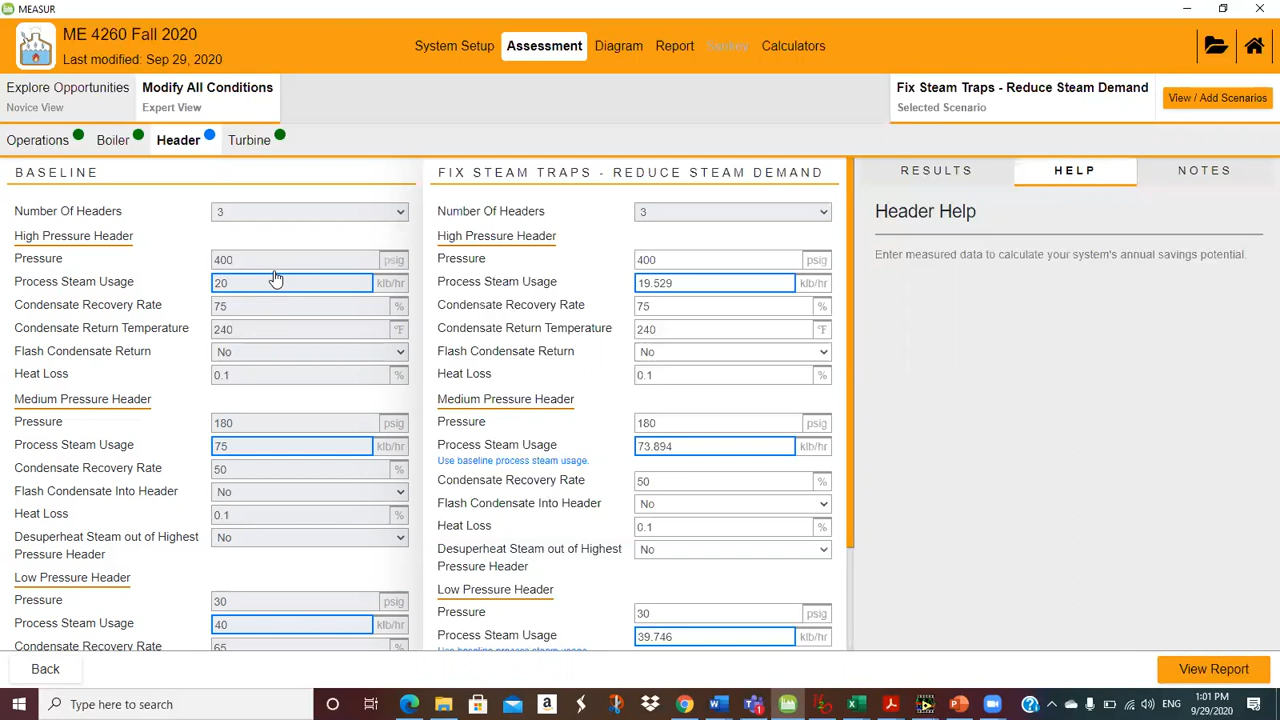 MEASUR
ME 4260 Fall 2020
Last modified: Sep 29, 2020
System Setup Assessment Diagram Report Sankey Calculators
Explore Opportunities
Novice View
Modify All Conditions
Expert View
Fix Steam Traps - Reduce Steam Demand
Selected Scenario
View / Add Scenarios
Operations Boiler Header Turbine
BASELINE
Number Of Headers 3
High Pressure Header
Pressure 400 psig
Process Steam Usage 20 klb/hr
Condensate Recovery Rate 75 %
Condensate Return Temperature 240 °F
Flash Condensate Return No
Heat Loss 0.1 %
Medium Pressure Header
Pressure 180 psig
Process Steam Usage 75 klb/hr
Condensate Recovery Rate 50 %
Flash Condensate Into Header No
Heat Loss 0.1 %
Desuperheat Steam out of Highest No
Pressure Header
Low Pressure Header
Pressure 30 psig
Process Steam Usage 40 klb/hr
Condensate Recovery Rate 65 %
FIX STEAM TRAPS - REDUCE STEAM DEMAND
Number Of Headers 3
High Pressure Header
Pressure 400 psig
Process Steam Usage 19.529 klb/hr
Condensate Recovery Rate 75 %
Condensate Return Temperature 240 °F
Flash Condensate Return No
Heat Loss 0.1 %
Medium Pressure Header
Pressure 180 psig
Process Steam Usage 73.894 klb/hr
Use baseline process steam usage.
Condensate Recovery Rate 50 %
Flash Condensate Into Header No
Heat Loss 0.1 %
Desuperheat Steam out of Highest No
Pressure Header
Low Pressure Header
Pressure 30 psig
Process Steam Usage 39.746 klb/hr
Use baseline process steam usage.
RESULTS HELP NOTES
Header Help
Enter measured data to calculate your system's annual savings potential.
Back
View Report
Type here to search
ENG
1:01 PM
9/29/2020